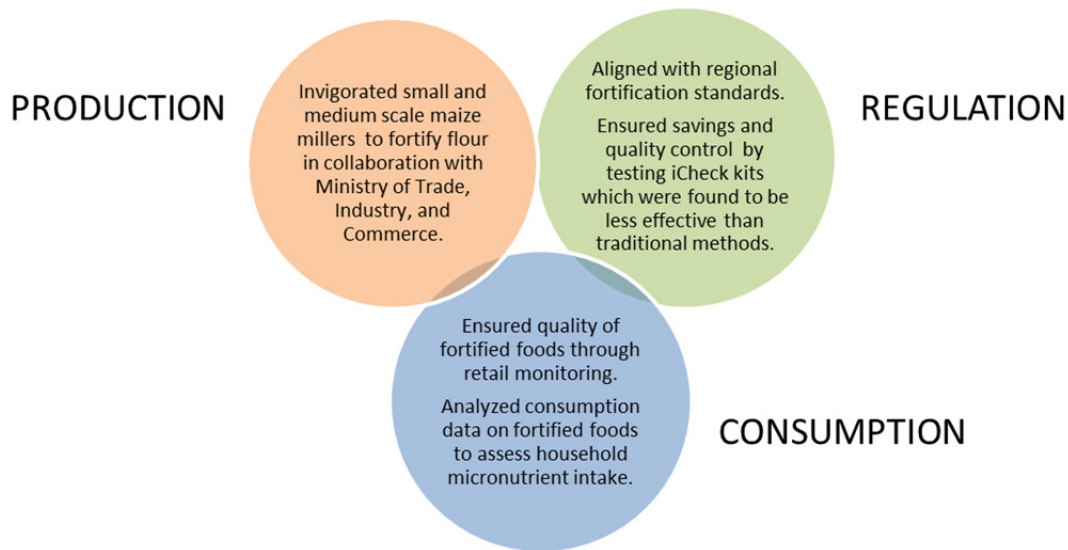 PRODUCTION
Invigorated small and
medium scale maize
millers to fortify flour
in collaboration with
Ministry of Trade,
Industry, and
Commerce.
Aligned with regional
fortification standards.
Ensured savings and
quality control by
testing iCheck kits
which were found to be
less effective than
traditional methods.
REGULATION
Ensured quality of
fortified foods through
retail monitoring.
Analyzed consumption
data on fortified foods
to assess household
micronutrient intake.
CONSUMPTION